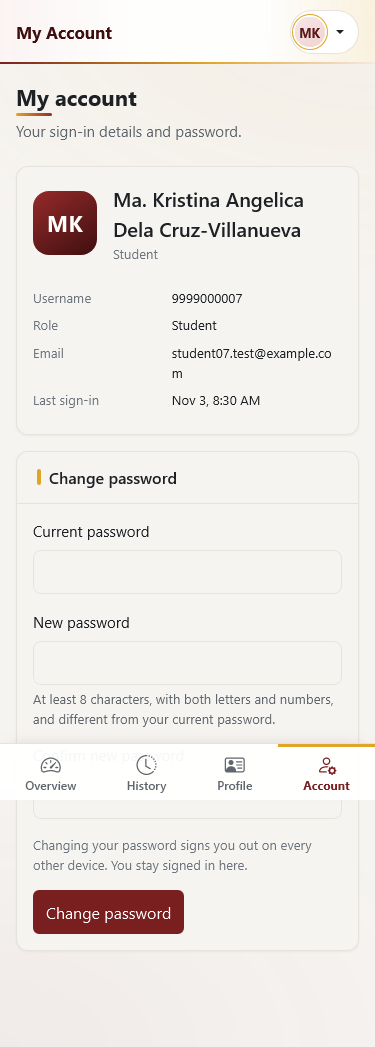 My Account
MK
My account
Your sign-in details and password.
MK
Ma. Kristina Angelica
Dela Cruz-Villanueva
Student
Username 9999000007
Role Student
Email student07.test@example.co
m
Last sign-in Nov 3, 8:30 AM
Change password
Current password
New password
At least 8 characters, with both letters and numbers,
and different from your current password.
Confirm new password
Overview History Profile Account
Changing your password signs you out on every
other device. You stay signed in here.
Change password